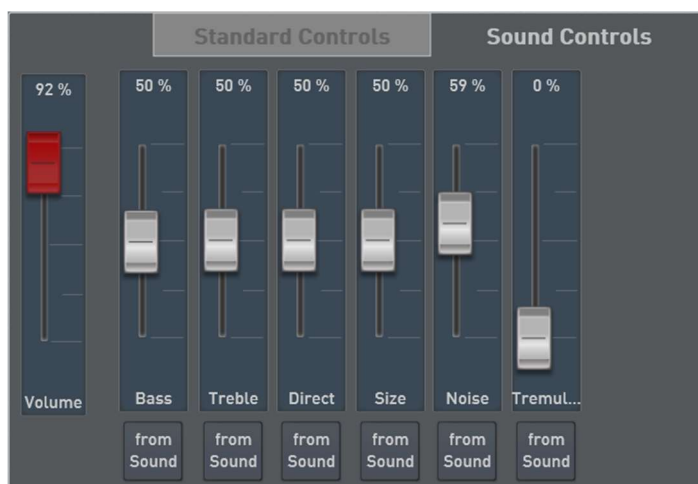 Standard Controls
Sound Controls
92 %
50 %
50 %
50 %
50 %
59 %
0 %
Volume
Bass
Treble
Direct
Size
Noise
Tremul...
from
Sound
from
Sound
from
Sound
from
Sound
from
Sound
from
Sound